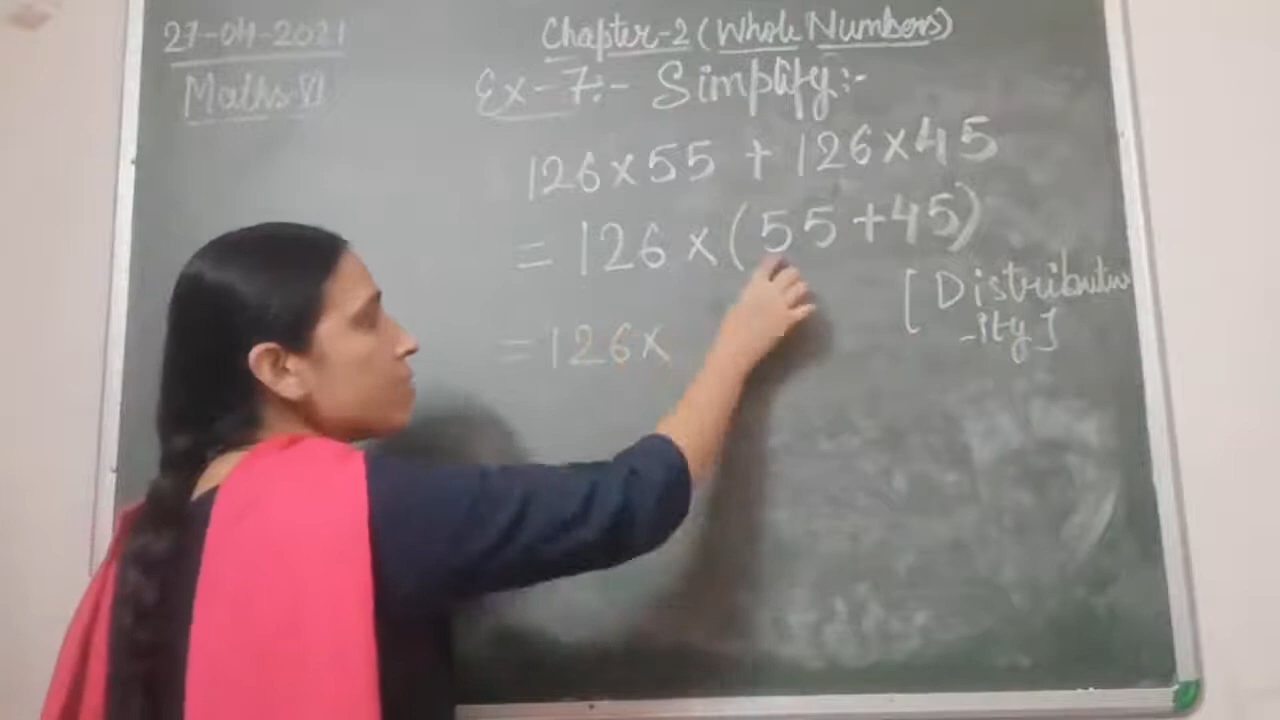 27-04-2021
Maths-VI
Chapter-2 (Whole Numbers)
Ex-7:- Simplify:-
126×55 + 126×45
= 126×(55+45)
[Distributiv
-ity]
= 126×